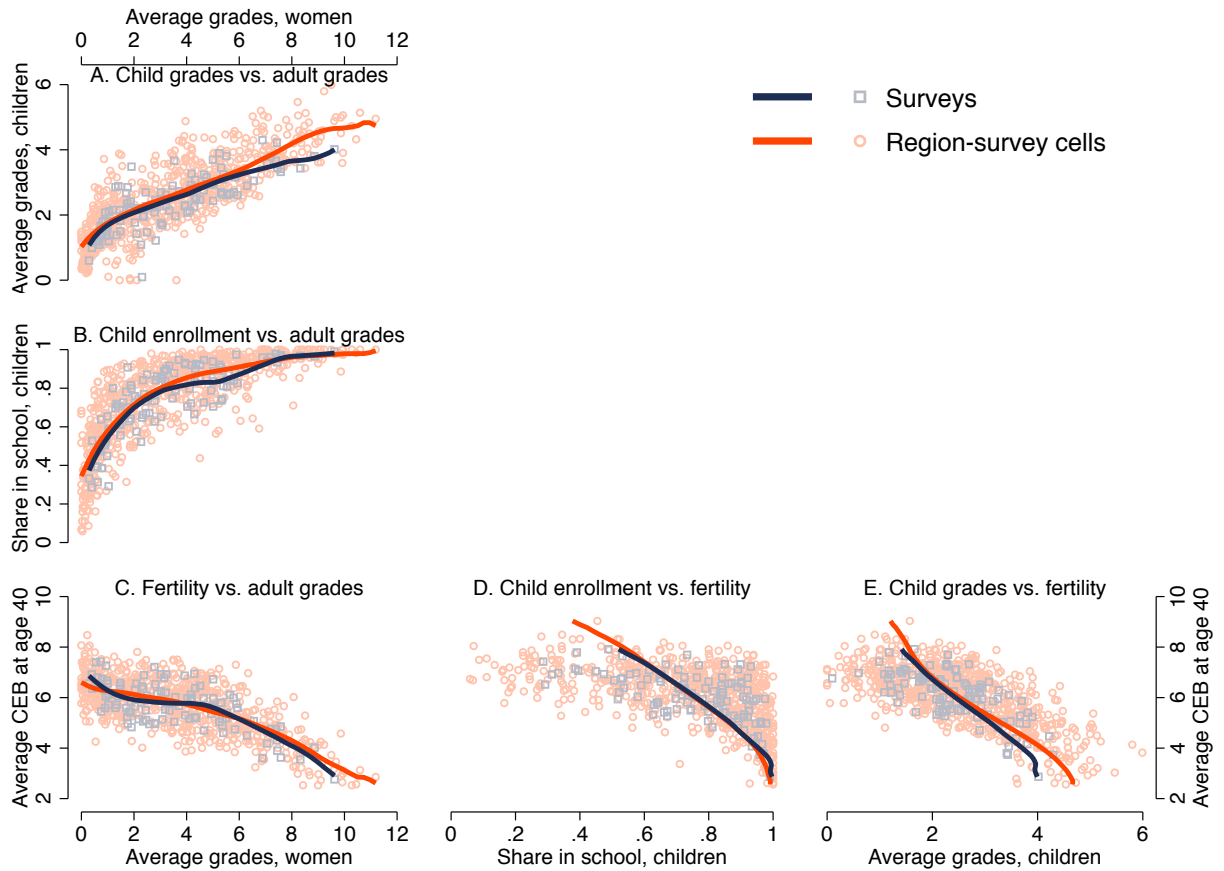 Average grades, women
0 2 4 6 8 10 12
A. Child grades vs. adult grades
Average grades, children
0 2 4 6
Surveys
Region-survey cells
B. Child enrollment vs. adult grades
Share in school, children
0 .2 .4 .6 .8 1
C. Fertility vs. adult grades
Average CEB at age 40
2 4 6 8 10
0 2 4 6 8 10 12
Average grades, women
D. Child enrollment vs. fertility
0 .2 .4 .6 .8 1
Share in school, children
E. Child grades vs. fertility
0 2 4 6
Average grades, children
2 4 6 8 10
Average CEB at age 40